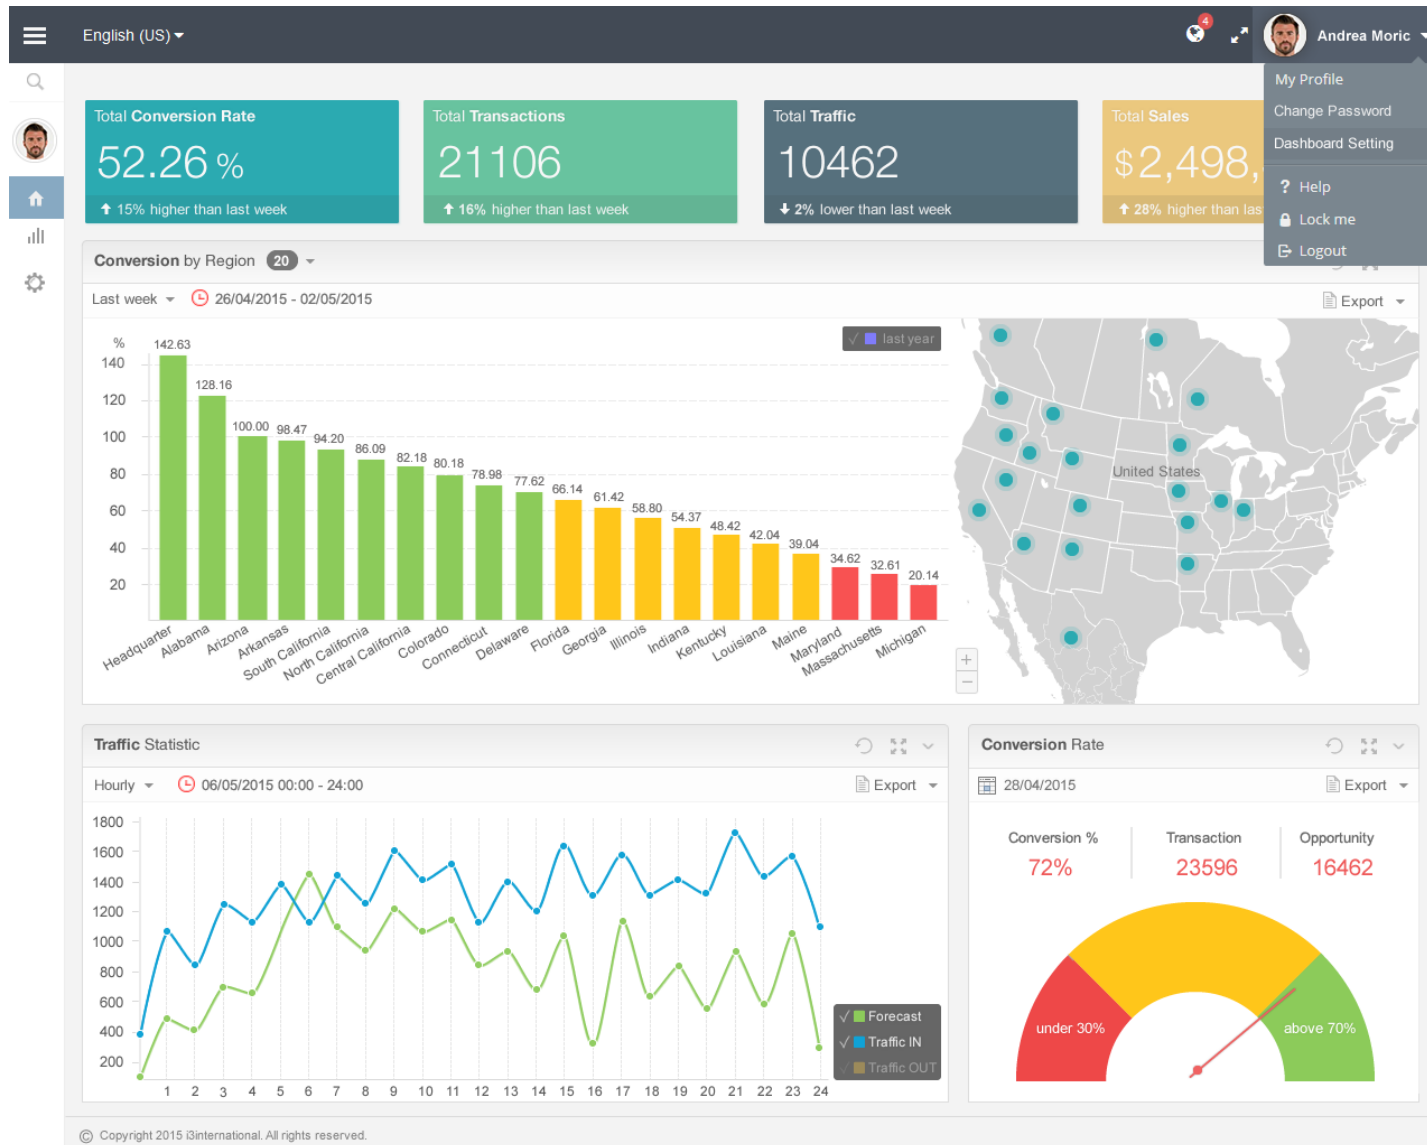 English (US)
4
Andrea Moric
My Profile
Change Password
Dashboard Setting
? Help
Lock me
Logout
Total Conversion Rate
52.26 %
15% higher than last week
Total Transactions
21106
16% higher than last week
Total Traffic
10462
2% lower than last week
Total Sales
$2,498,
28% higher than las
Conversion by Region 20
Last week 26/04/2015 - 02/05/2015
Export
last year
%
140
120
100
80
60
40
20
142.63
128.16
100.00
98.47
94.20
86.09
82.18
80.18
78.98
77.62
66.14
61.42
58.80
54.37
48.42
42.04
39.04
34.62
32.61
20.14
Headquarter
Alabama
Arizona
Arkansas
South California
North California
Central California
Colorado
Connecticut
Delaware
Florida
Georgia
Illinois
Indiana
Kentucky
Louisiana
Maine
Maryland
Massachusetts
Michigan
United States
+
−
Traffic Statistic
Hourly 06/05/2015 00:00 - 24:00
Export
1800
1600
1400
1200
1000
800
600
400
200
1 2 3 4 5 6 7 8 9 10 11 12 13 14 15 16 17 18 19 20 21 22 23 24
Forecast
Traffic IN
Traffic OUT
Conversion Rate
28/04/2015
Export
Conversion % Transaction Opportunity
72% 23596 16462
under 30%
above 70%
© Copyright 2015 i3international. All rights reserved.